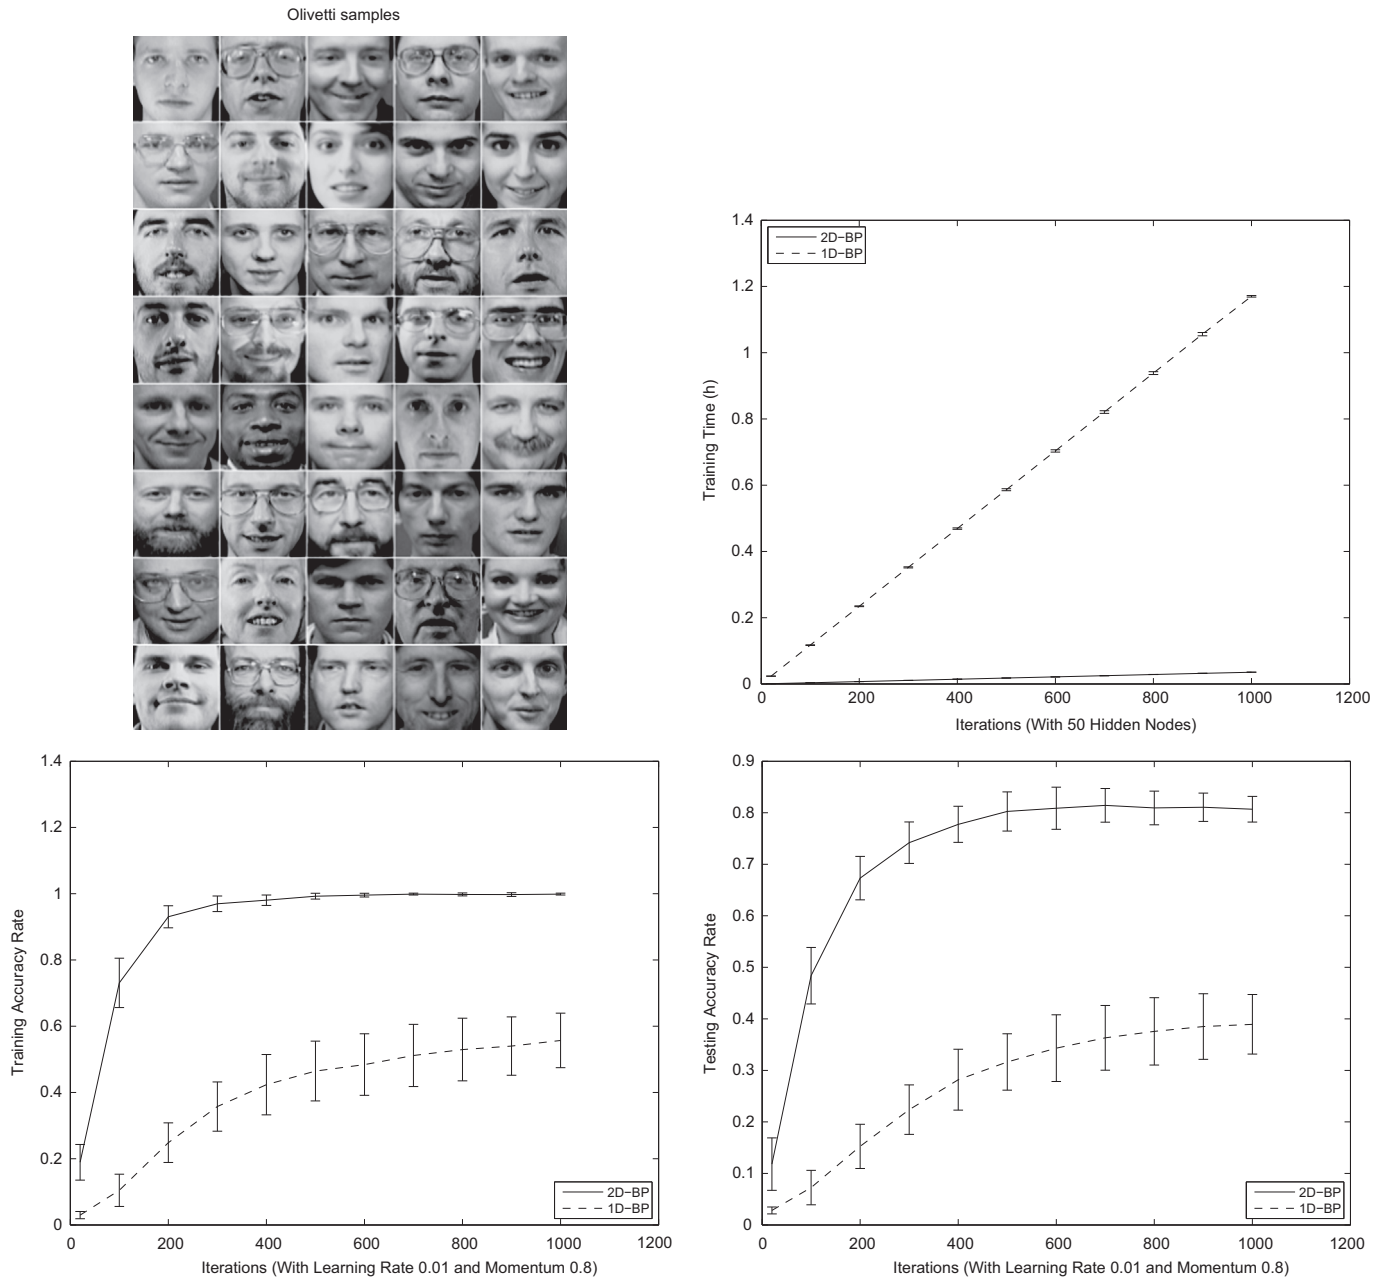 Olivetti samples
1.4
1.2
1
0.8
0.6
0.4
0.2
0
Training Time (h)
2D-BP
1D-BP
0 200 400 600 800 1000 1200
Iterations (With 50 Hidden Nodes)
1.4
1.2
1
0.8
0.6
0.4
0.2
0
Training Accuracy Rate
2D-BP
1D-BP
0 200 400 600 800 1000 1200
Iterations (With Learning Rate 0.01 and Momentum 0.8)
0.9
0.8
0.7
0.6
0.5
0.4
0.3
0.2
0.1
0
Testing Accuracy Rate
2D-BP
1D-BP
0 200 400 600 800 1000 1200
Iterations (With Learning Rate 0.01 and Momentum 0.8)